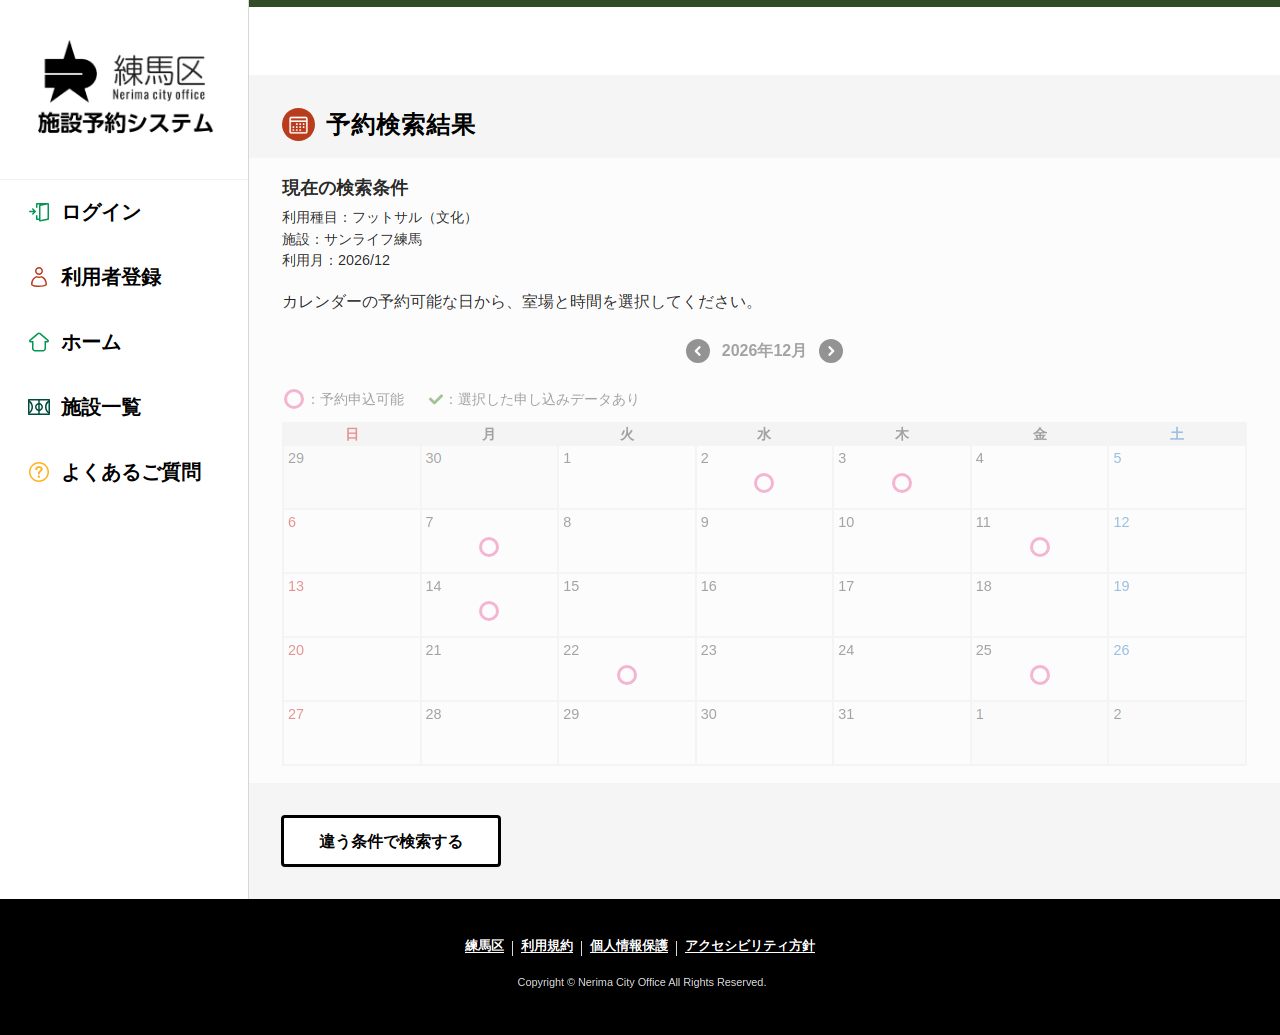 練馬区
Nerima city office
施設予約システム
ログイン
利用者登録
ホーム
施設一覧
よくあるご質問
予約検索結果
現在の検索条件
利用種目：フットサル（文化）
施設：サンライフ練馬
利用月：2026/12
カレンダーの予約可能な日から、室場と時間を選択してください。
2026年12月
：予約申込可能 ：選択した申し込みデータあり
日 月 火 水 木 金 土
29 30 1 2 3 4 5
6 7 8 9 10 11 12
13 14 15 16 17 18 19
20 21 22 23 24 25 26
27 28 29 30 31 1 2
違う条件で検索する
練馬区 | 利用規約 | 個人情報保護 | アクセシビリティ方針
Copyright © Nerima City Office All Rights Reserved.